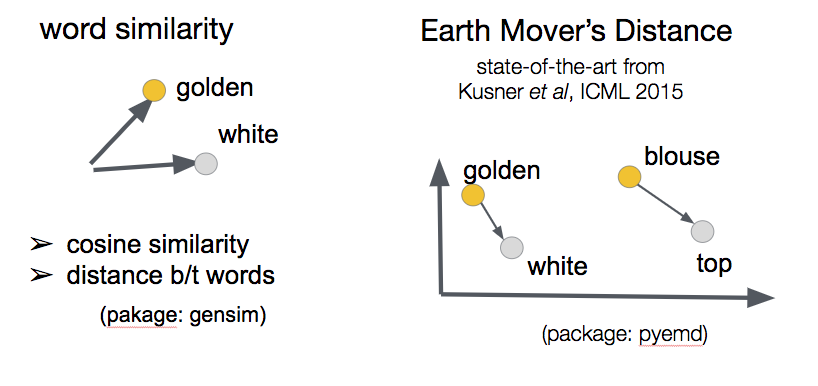 word similarity
golden
white
➢ cosine similarity
➢ distance b/t words
(pakage: gensim)
Earth Mover's Distance
state-of-the-art from
Kusner et al, ICML 2015
golden
blouse
white
top
(package: pyemd)